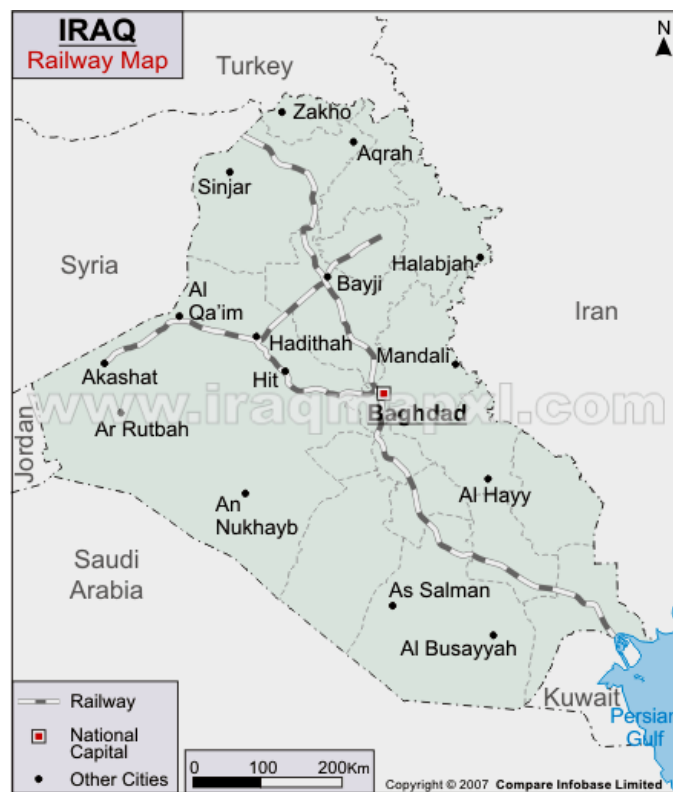 IRAQ
Railway Map
N
Turkey
Zakho
Aqrah
Sinjar
Syria
Halabjah
Bayji
Iran
Al
Qa'im
Hadithah
Mandali
Akashat
Hit
www.iraqmapxl.com
Baghdad
Ar Rutbah
Jordan
Al Hayy
An
Nukhayb
Saudi
Arabia
As Salman
Al Busayyah
Kuwait
Persian
Gulf
Railway
National
Capital
Other Cities
0 100 200Km
Copyright © 2007 Compare Infobase Limited